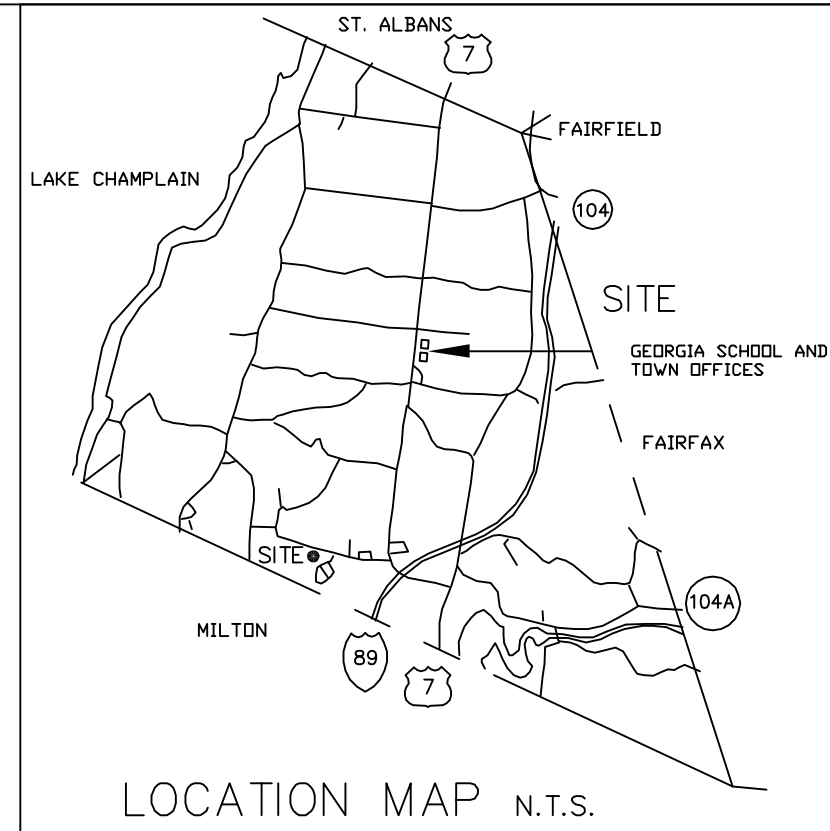 ST. ALBANS
7
FAIRFIELD
LAKE CHAMPLAIN
104
SITE
GEORGIA SCHOOL AND
TOWN OFFICES
FAIRFAX
SITE
104A
MILTON
89
7
LOCATION MAP N.T.S.